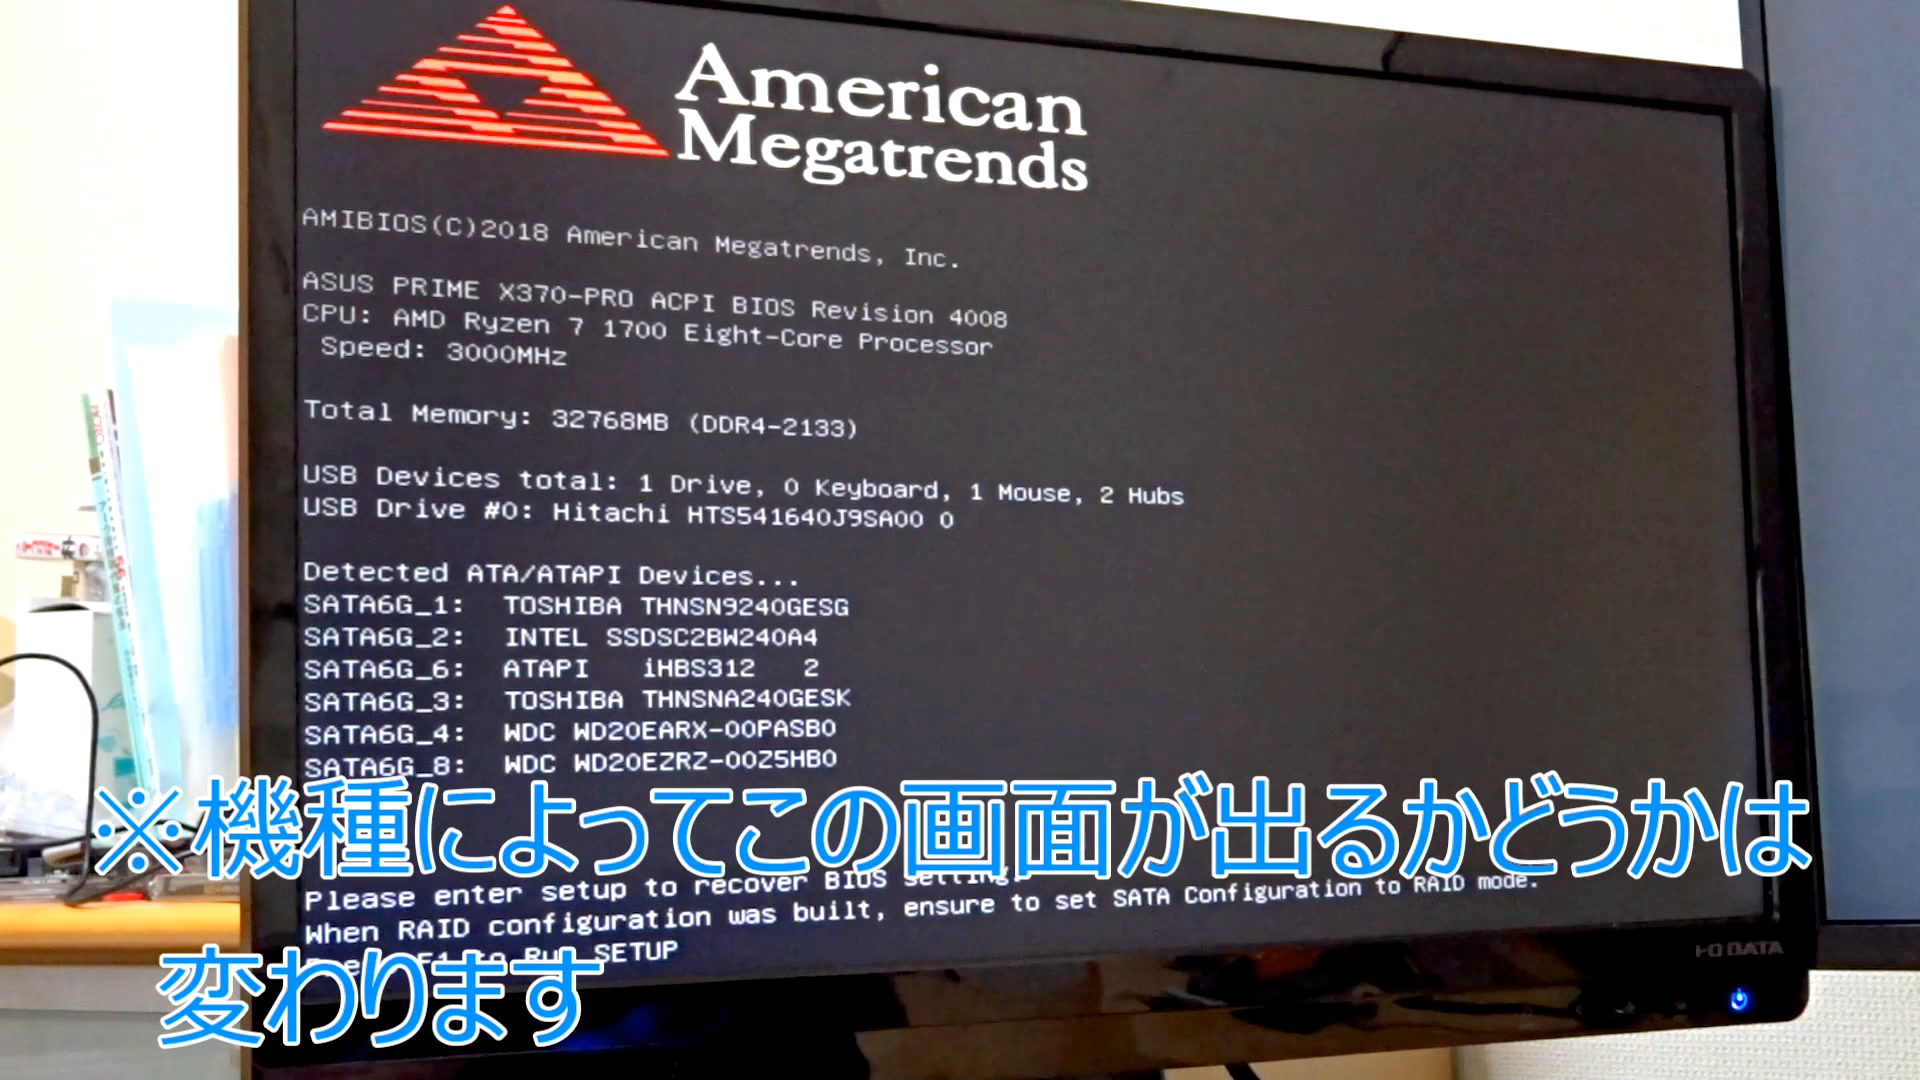 American
Megatrends
AMIBIOS(C)2018 American Megatrends, Inc.
ASUS PRIME X370-PRO ACPI BIOS Revision 4008
CPU: AMD Ryzen 7 1700 Eight-Core Processor
Speed: 3000MHz
Total Memory: 32768MB (DDR4-2133)
USB Devices total: 1 Drive, 0 Keyboard, 1 Mouse, 2 Hubs
USB Drive #0: Hitachi HTS541640J9SA00 0
Detected ATA/ATAPI Devices...
SATA6G_1: TOSHIBA THNSN9240GESG
SATA6G_2: INTEL SSDSC2BW240A4
SATA6G_6: ATAPI iHBS312 2
SATA6G_3: TOSHIBA THNSNA240GESK
SATA6G_4: WDC WD20EARX-00PASB0
SATA6G_8: WDC WD20EZRZ-00Z5HB0
※機種によってこの画面が出るかどうかは
Please enter setup to recover BIOS setting.
When RAID configuration was built, ensure to set SATA Configuration to RAID mode.
F1 to Run SETUP
変わります
I-O DATA